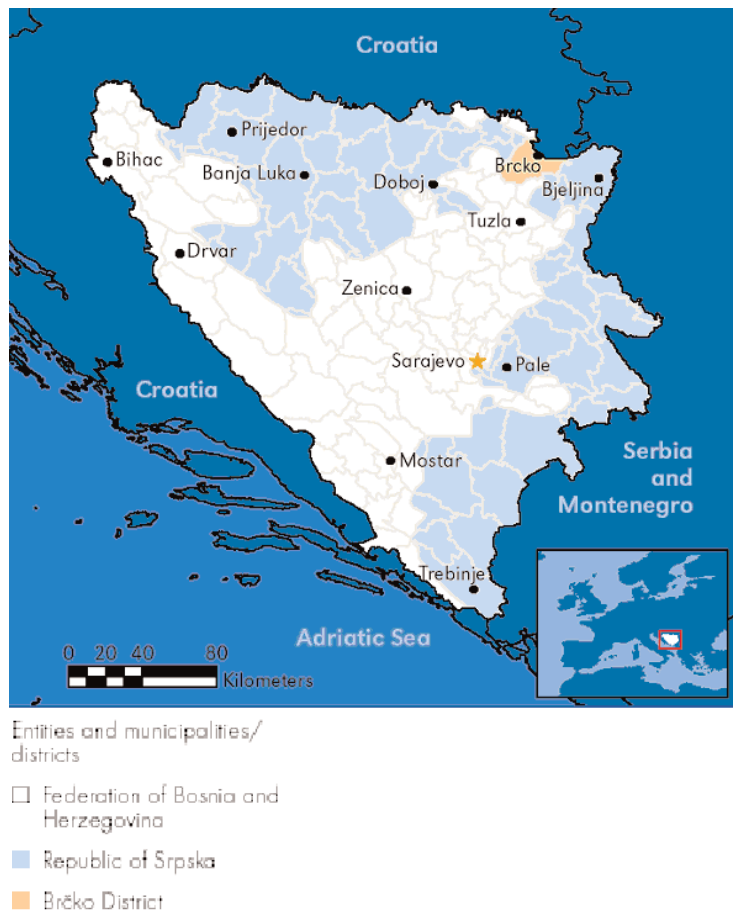 Croatia
Prijedor
Bihac
Banja Luka
Doboj
Brcko
Bjeljina
Tuzla
Drvar
Zenica
Sarajevo
Pale
Croatia
Mostar
Serbia
and
Montenegro
Trebinje
Adriatic Sea
0 20 40 80
Kilometers
Entities and municipalities/
districts
Federation of Bosnia and
Herzegovina
Republic of Srpska
Brčko District